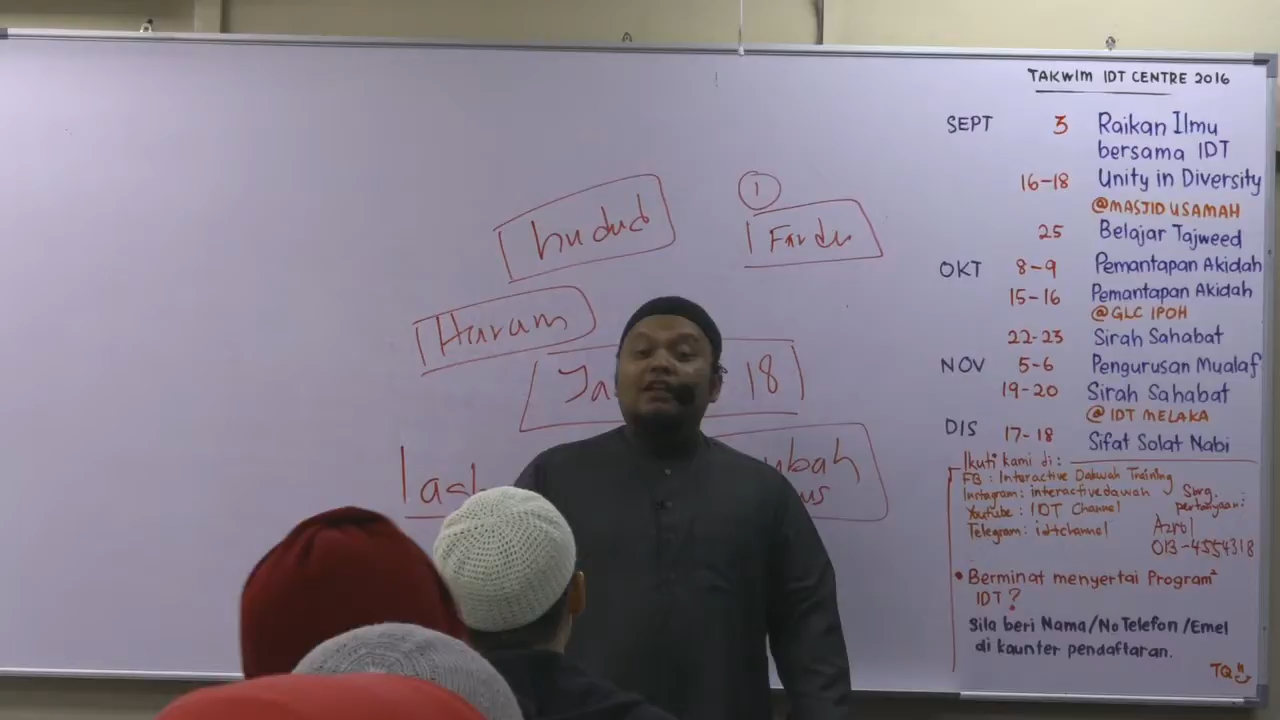 TAKWIM IDT CENTRE 2016
SEPT 3 Raikan Ilmu
bersama IDT
16-18 Unity in Diversity
@MASJID USAMAH
25 Belajar Tajweed
OKT 8-9 Pemantapan Akidah
15-16 Pemantapan Akidah
@GLC IPOH
22-23 Sirah Sahabat
NOV 5-6 Pengurusan Mualaf
19-20 Sirah Sahabat
@IDT MELAKA
DIS 17-18 Sifat Solat Nabi
Ikuti kami di:
FB: Interactive Dakwah Training
Instagram: interactivedawah
Youtube: IDT Channel
Telegram: idtchannel
Sbrg.
pertanyaan:
Azrol
013-4554318
• Berminat menyertai Program²
IDT?
Sila beri Nama/No Telefon/Emel
di kaunter pendaftaran.
TQ
hudud
1
Fardu
Haram
18